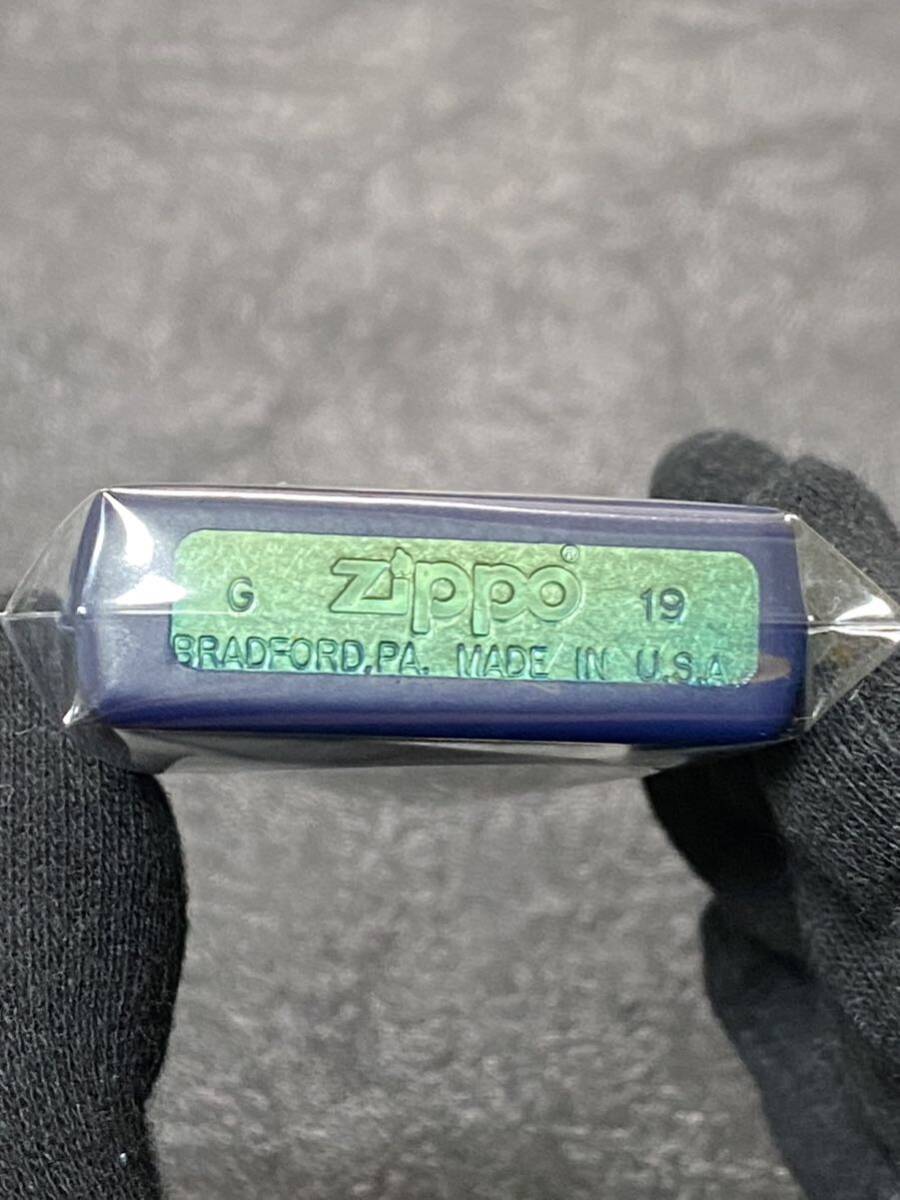 G Zippo® 19
BRADFORD,PA. MADE IN U.S.A